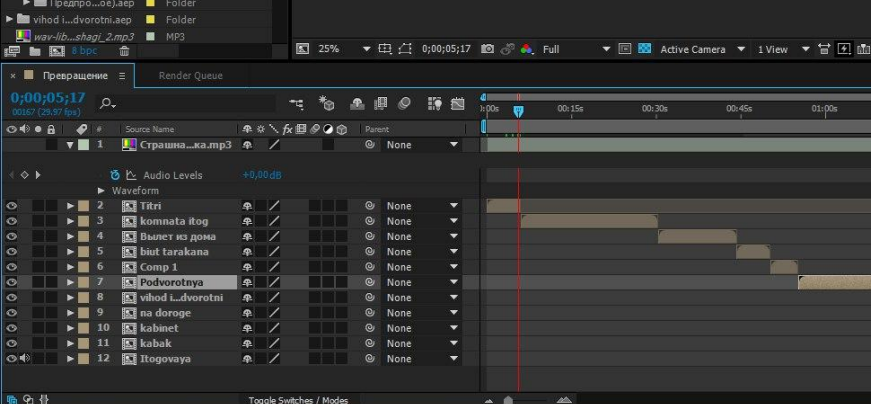 Предпро...ое).aep Folder
vihod i...dvorotni.aep Folder
wav-lib...shagi_2.mp3 MP3
8 bpc
25% 0;00;05;17 Full Active Camera 1 View
Превращение Render Queue
0;00;05;17
00167 (29.97 fps)
:00s 00:15s 00:30s 00:45s 01:00s
# Source Name Parent
1 Страшна...ка.mp3 None
Audio Levels +0,00 dB
Waveform
2 Titri None
3 komnata itog None
4 Вылет из дома None
5 biut tarakana None
6 Comp 1 None
7 Podvorotnya None
8 vihod i...dvorotni None
9 na doroge None
10 kabinet None
11 kabak None
12 Itogovaya None
Toggle Switches / Modes